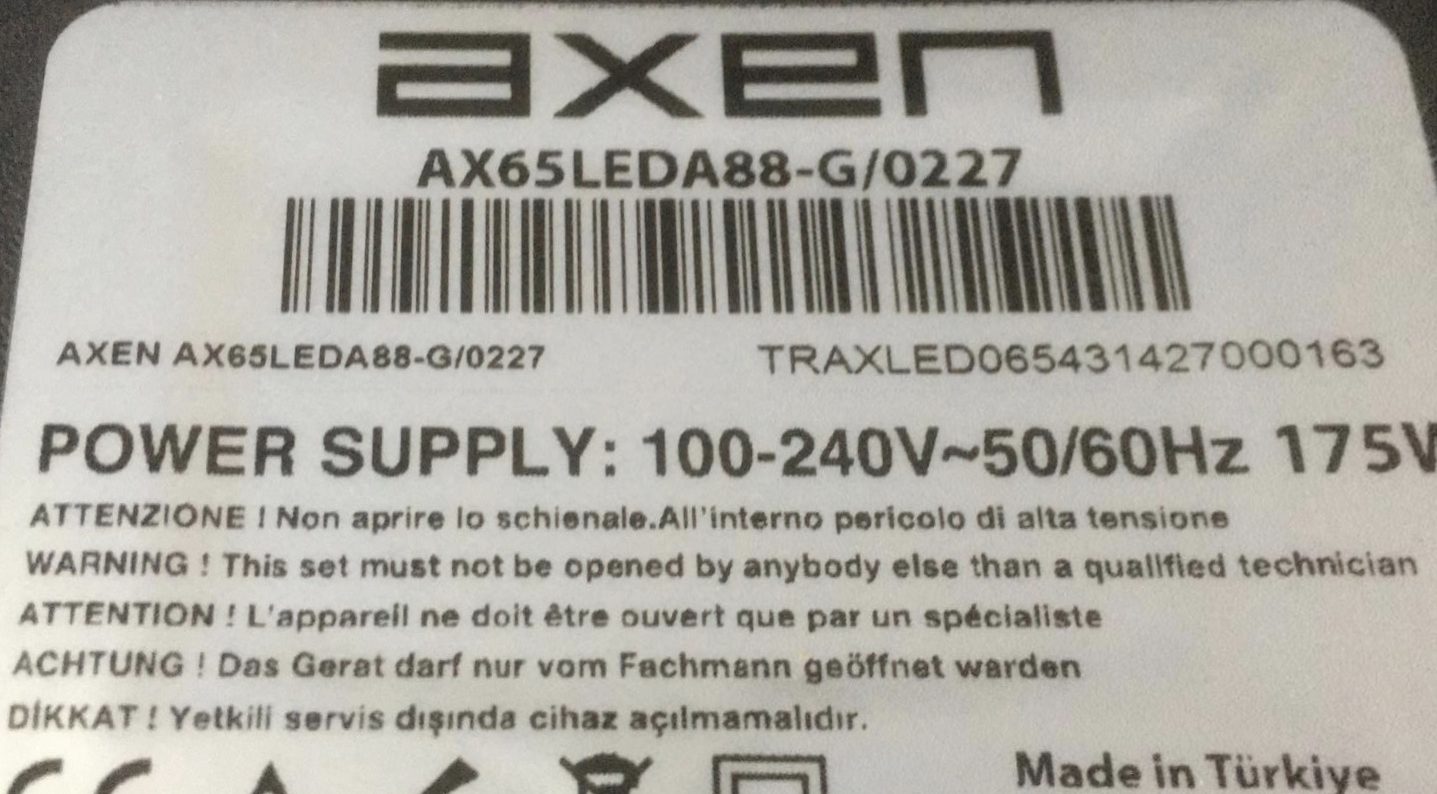 axen
AX65LEDA88-G/0227
AXEN AX65LEDA88-G/0227 TRAXLED065431427000163
POWER SUPPLY: 100-240V~50/60Hz 175W
ATTENZIONE ! Non aprire lo schienale.All'interno pericolo di alta tensione
WARNING ! This set must not be opened by anybody else than a qualified technician
ATTENTION ! L'appareil ne doit être ouvert que par un spécialiste
ACHTUNG ! Das Gerat darf nur vom Fachmann geöffnet warden
DİKKAT ! Yetkili servis dışında cihaz açılmamalıdır.
Made in Türkiye